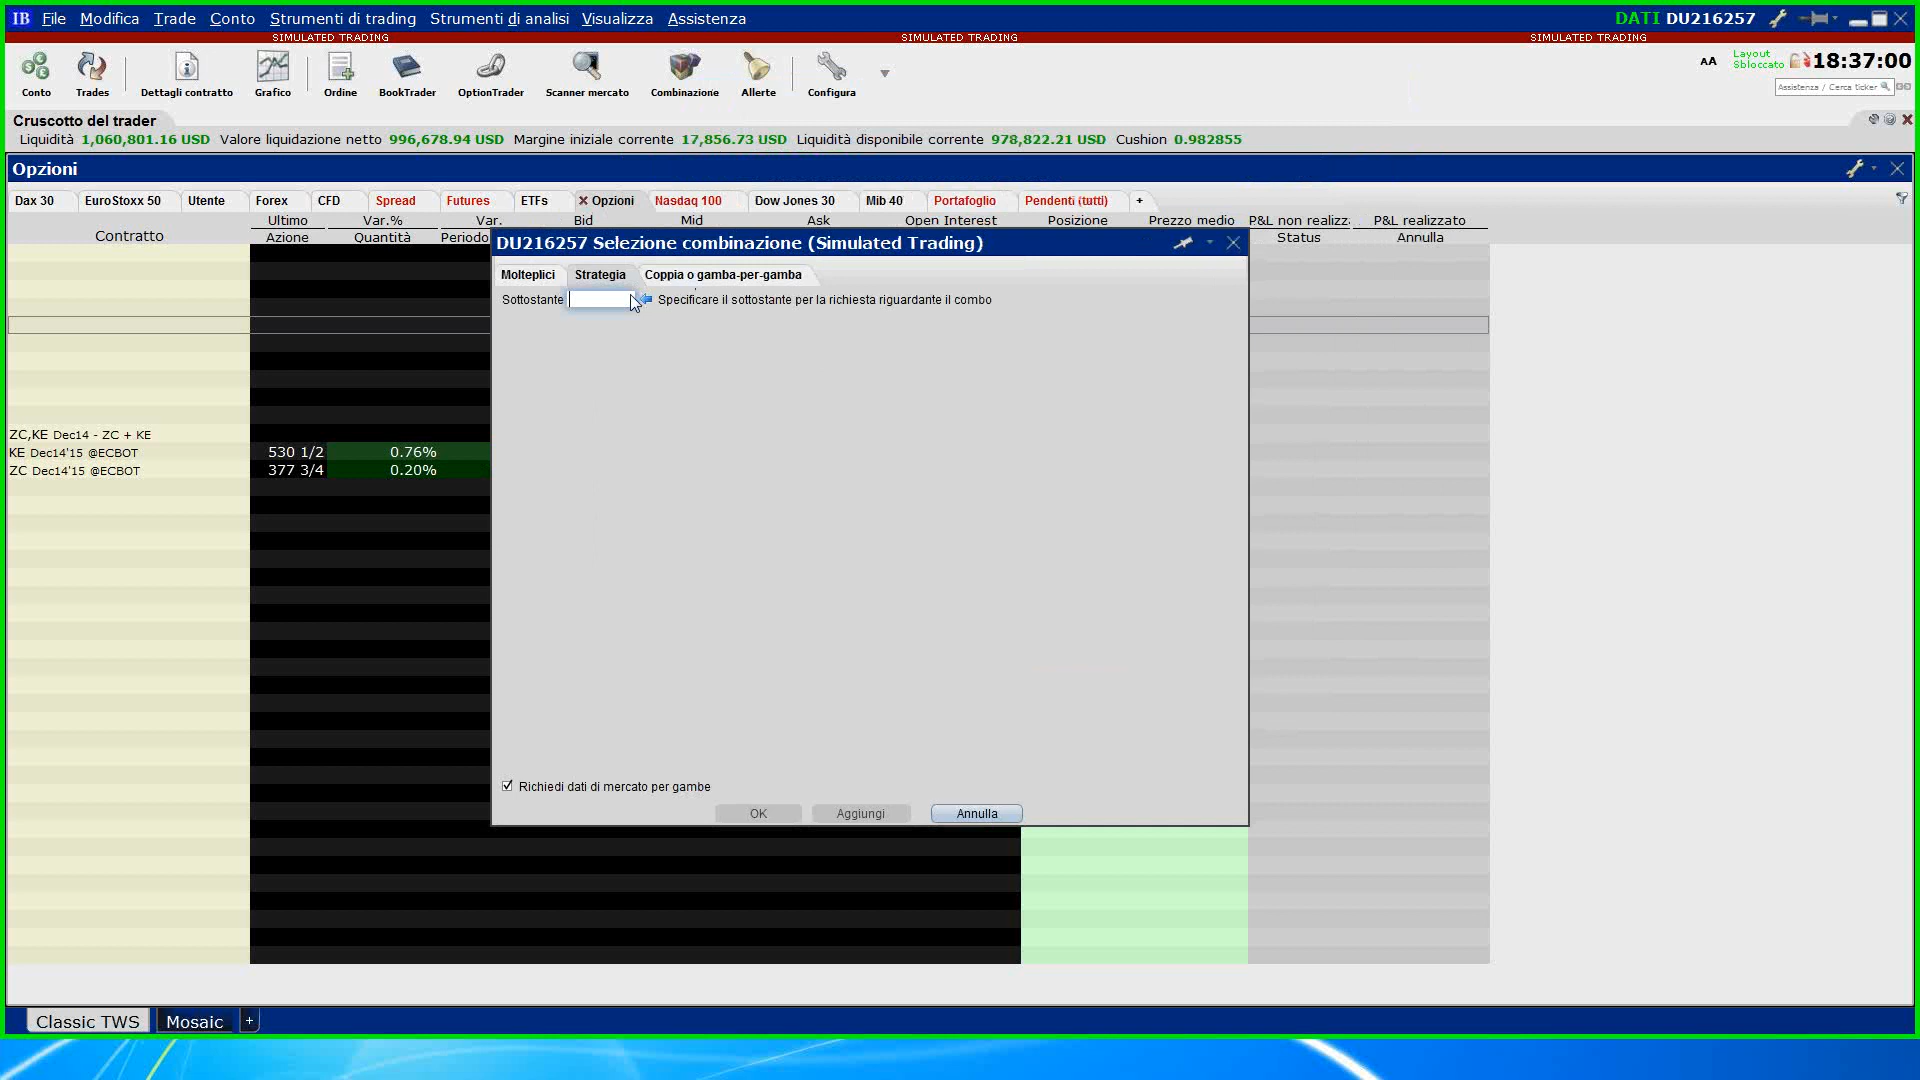 IB File Modifica Trade Conto Strumenti di trading Strumenti di analisi Visualizza Assistenza DATI DU216257
SIMULATED TRADING SIMULATED TRADING SIMULATED TRADING
Conto Trades Dettagli contratto Grafico Ordine BookTrader OptionTrader Scanner mercato Combinazione Allerte Configura
AA Layout Sbloccato 18:37:00
Assistenza / Cerca ticker
Cruscotto del trader
Liquidità 1,060,801.16 USD Valore liquidazione netto 996,678.94 USD Margine iniziale corrente 17,856.73 USD Liquidità disponibile corrente 978,822.21 USD Cushion 0.982855
Opzioni
Dax 30 EuroStoxx 50 Utente Forex CFD Spread Futures ETFs Opzioni Nasdaq 100 Dow Jones 30 Mib 40 Portafoglio Pendenti (tutti) +
Contratto Ultimo Var.% Var. Bid Mid Ask Open Interest Posizione Prezzo medio P&L non realizz. P&L realizzato
Azione Quantità Periodo Status Annulla
DU216257 Selezione combinazione (Simulated Trading)
Molteplici Strategia Coppia o gamba-per-gamba
Sottostante Specificare il sottostante per la richiesta riguardante il combo
ZC,KE Dec14 - ZC + KE
KE Dec14'15 @ECBOT 530 1/2 0.76%
ZC Dec14'15 @ECBOT 377 3/4 0.20%
Richiedi dati di mercato per gambe
OK Aggiungi Annulla
Classic TWS Mosaic +